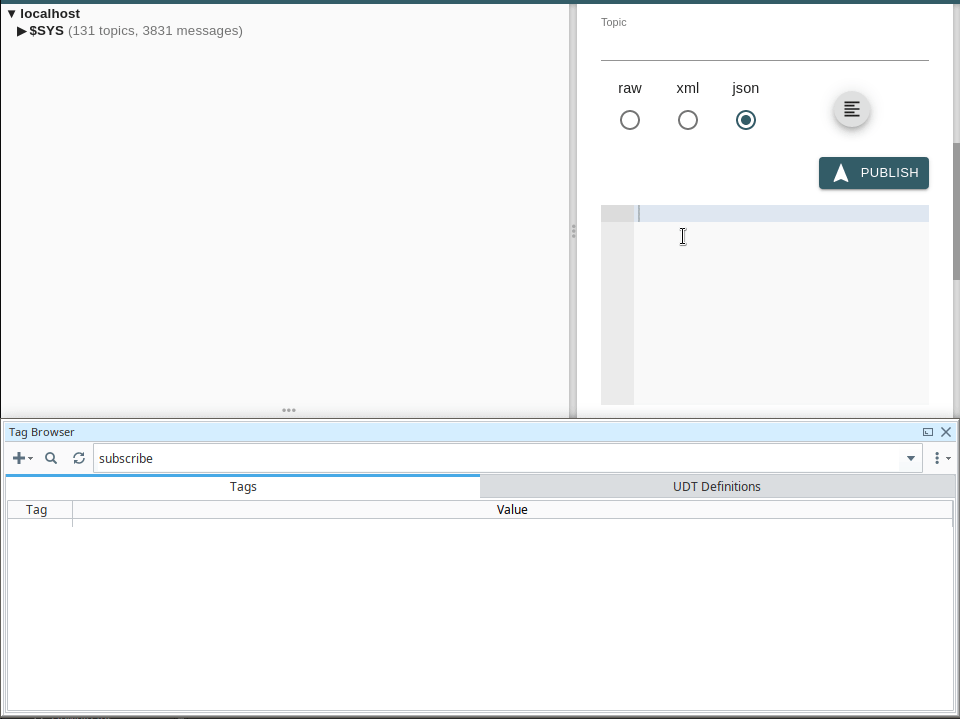 ▼ localhost
▶ $SYS (131 topics, 3831 messages)
Topic
raw xml json
PUBLISH
Tag Browser
subscribe
Tags UDT Definitions
Tag Value